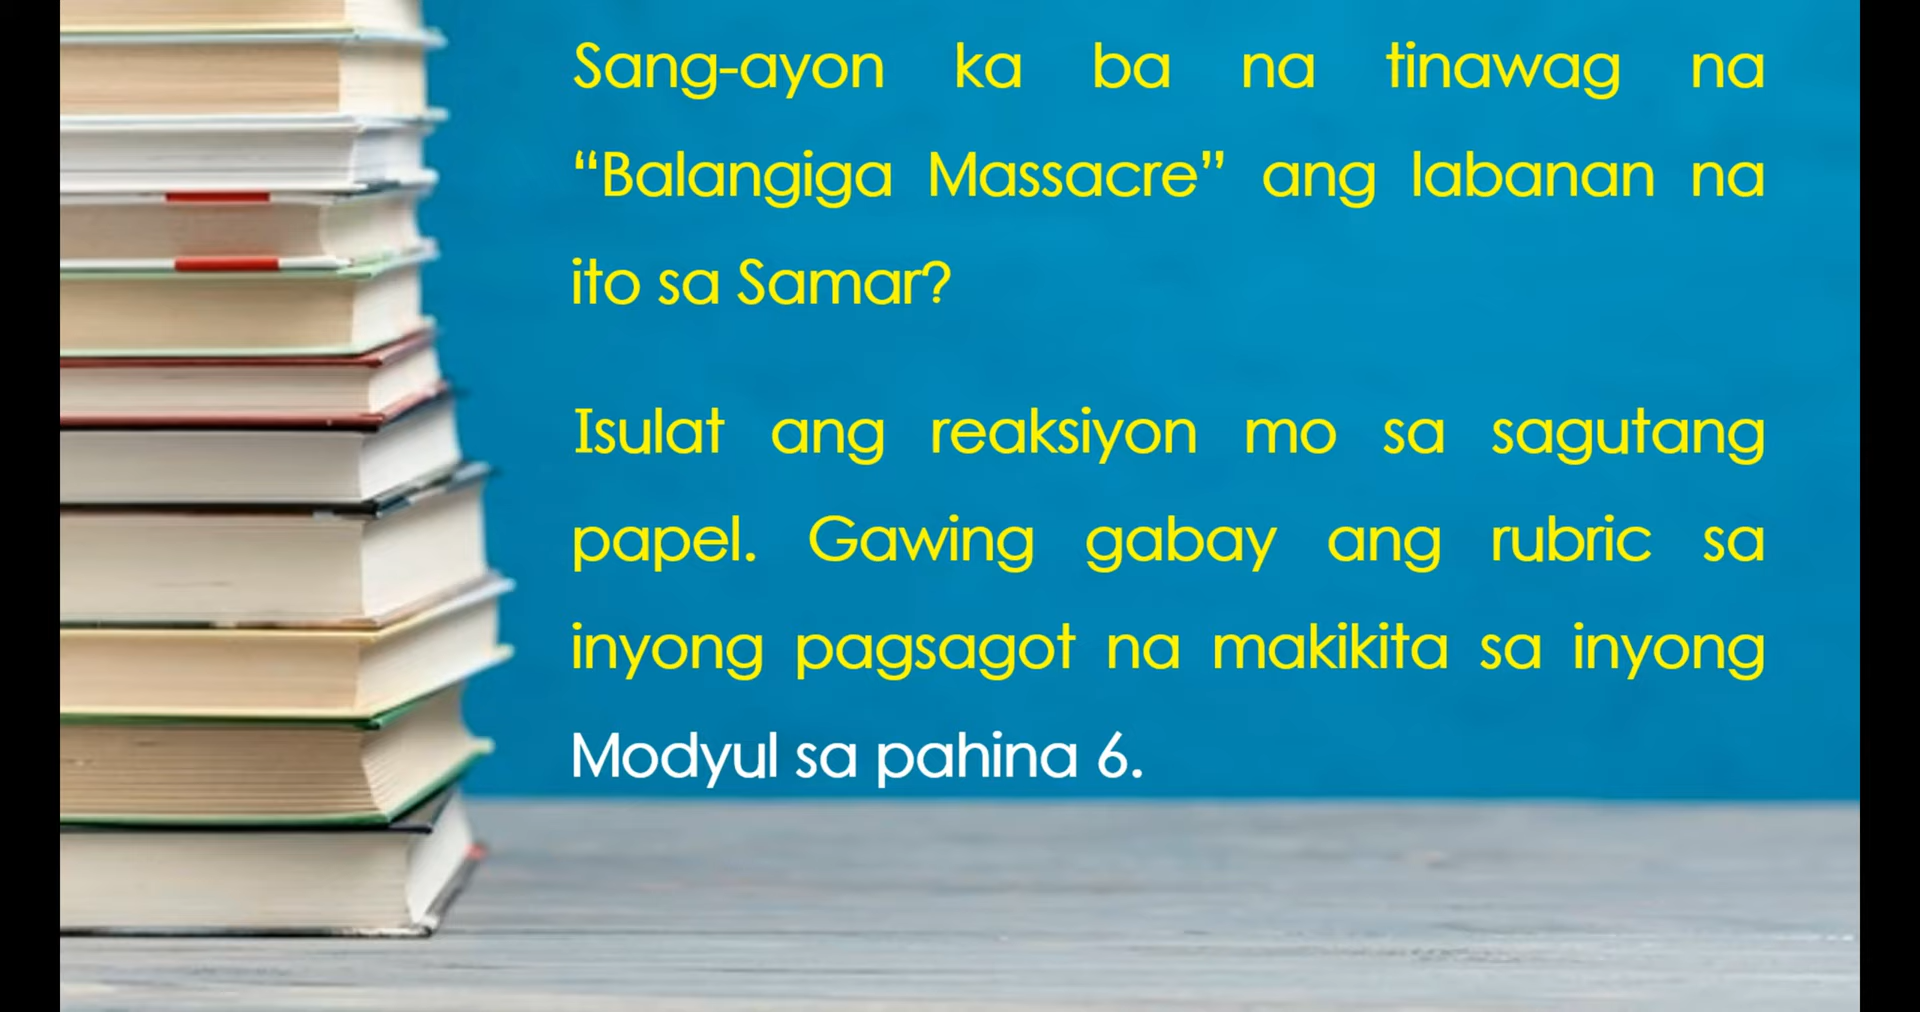 Sang-ayon ka ba na tinawag na
“Balangiga Massacre” ang labanan na
ito sa Samar?
Isulat ang reaksiyon mo sa sagutang
papel. Gawing gabay ang rubric sa
inyong pagsagot na makikita sa inyong
Modyul sa pahina 6.